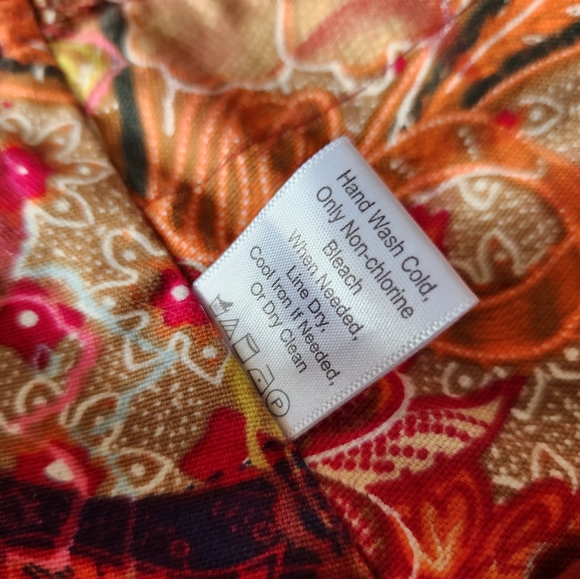 Hand Wash Cold,
Only Non-chlorine
Bleach
When Needed,
Line Dry,
Cool Iron If Needed,
Or Dry Clean
P